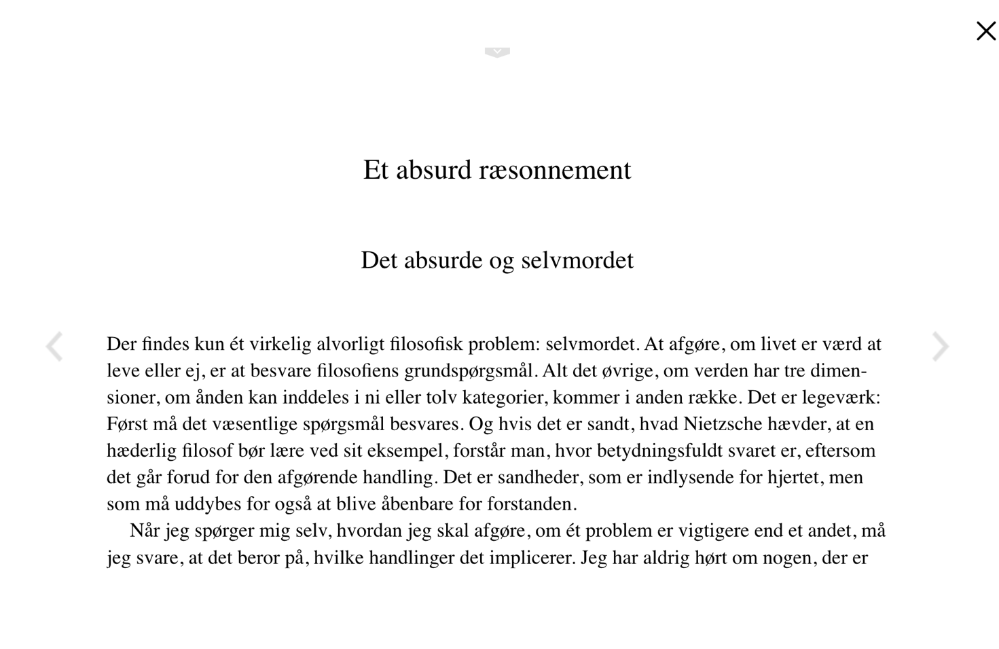 Et absurd ræsonnement
Det absurde og selvmordet
Der findes kun ét virkelig alvorligt filosofisk problem: selvmordet. At afgøre, om livet er værd at
leve eller ej, er at besvare filosofiens grundspørgsmål. Alt det øvrige, om verden har tre dimen-
sioner, om ånden kan inddeles i ni eller tolv kategorier, kommer i anden række. Det er legeværk:
Først må det væsentlige spørgsmål besvares. Og hvis det er sandt, hvad Nietzsche hævder, at en
hæderlig filosof bør lære ved sit eksempel, forstår man, hvor betydningsfuldt svaret er, eftersom
det går forud for den afgørende handling. Det er sandheder, som er indlysende for hjertet, men
som må uddybes for også at blive åbenbare for forstanden.
Når jeg spørger mig selv, hvordan jeg skal afgøre, om ét problem er vigtigere end et andet, må
jeg svare, at det beror på, hvilke handlinger det implicerer. Jeg har aldrig hørt om nogen, der er